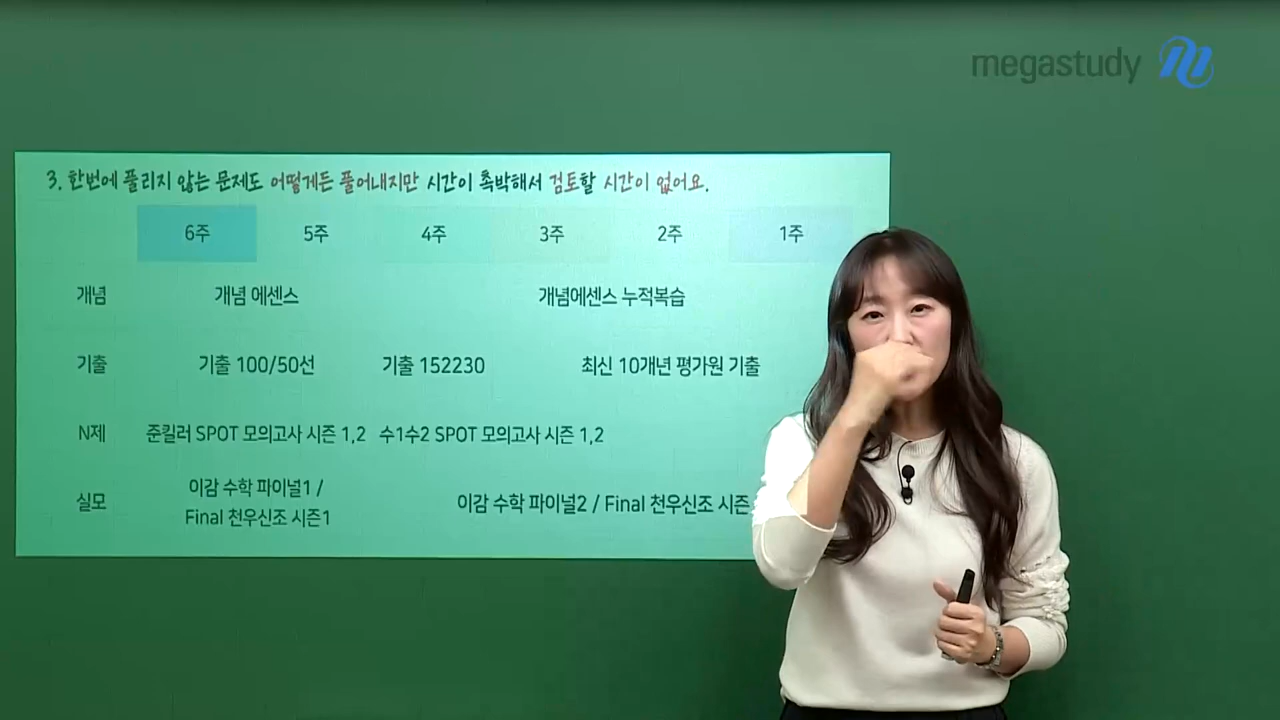 megastudy
3. 한번에 풀리지 않는 문제도 어떻게든 풀어내지만 시간이 촉박해서 검토할 시간이 없어요.
6주 5주 4주 3주 2주 1주
개념 개념 에센스 개념에센스 누적복습
기출 기출 100/50선 기출 152230 최신 10개년 평가원 기출
N제 준킬러 SPOT 모의고사 시즌 1,2 수1수2 SPOT 모의고사 시즌 1,2
이감 수학 파이널1 /
실모 이감 수학 파이널2 / Final 천우신조 시즌
Final 천우신조 시즌1